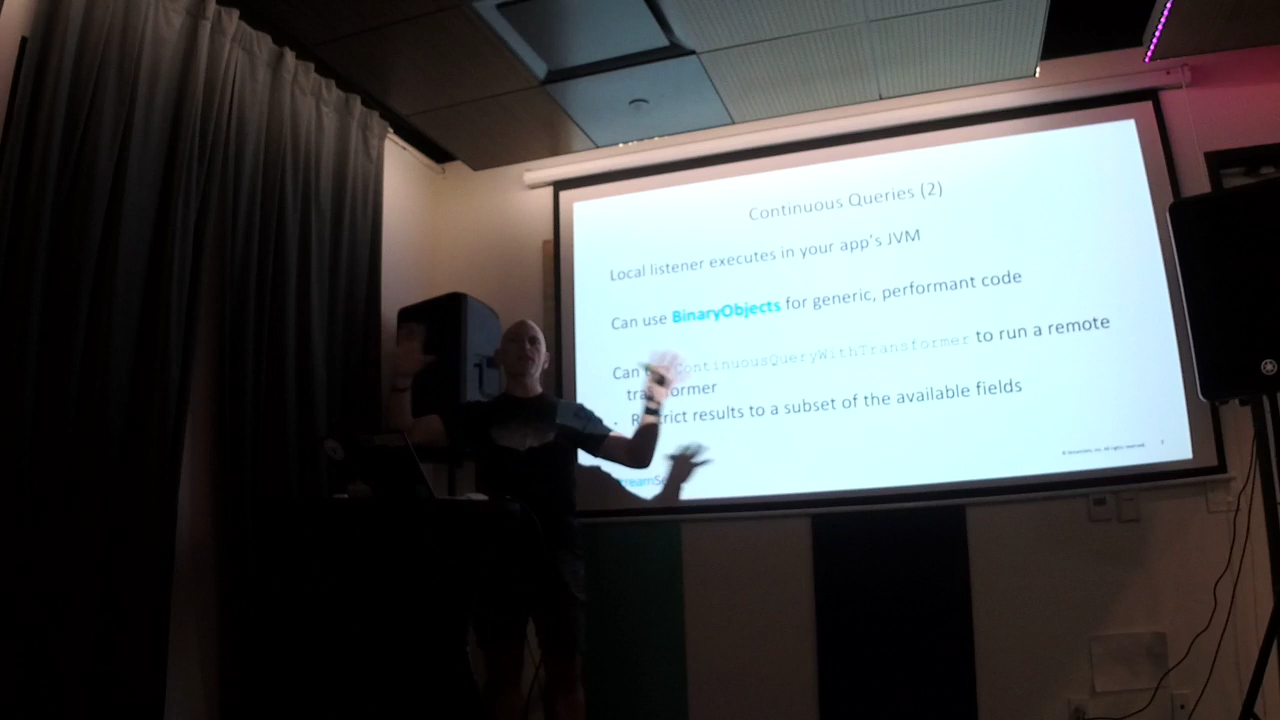 Continuous Queries (2)
Local listener executes in your app's JVM
Can use BinaryObjects for generic, performant code
Can ContinuousQueryWithTransformer to run a remote
transformer
Restrict results to a subset of the available fields